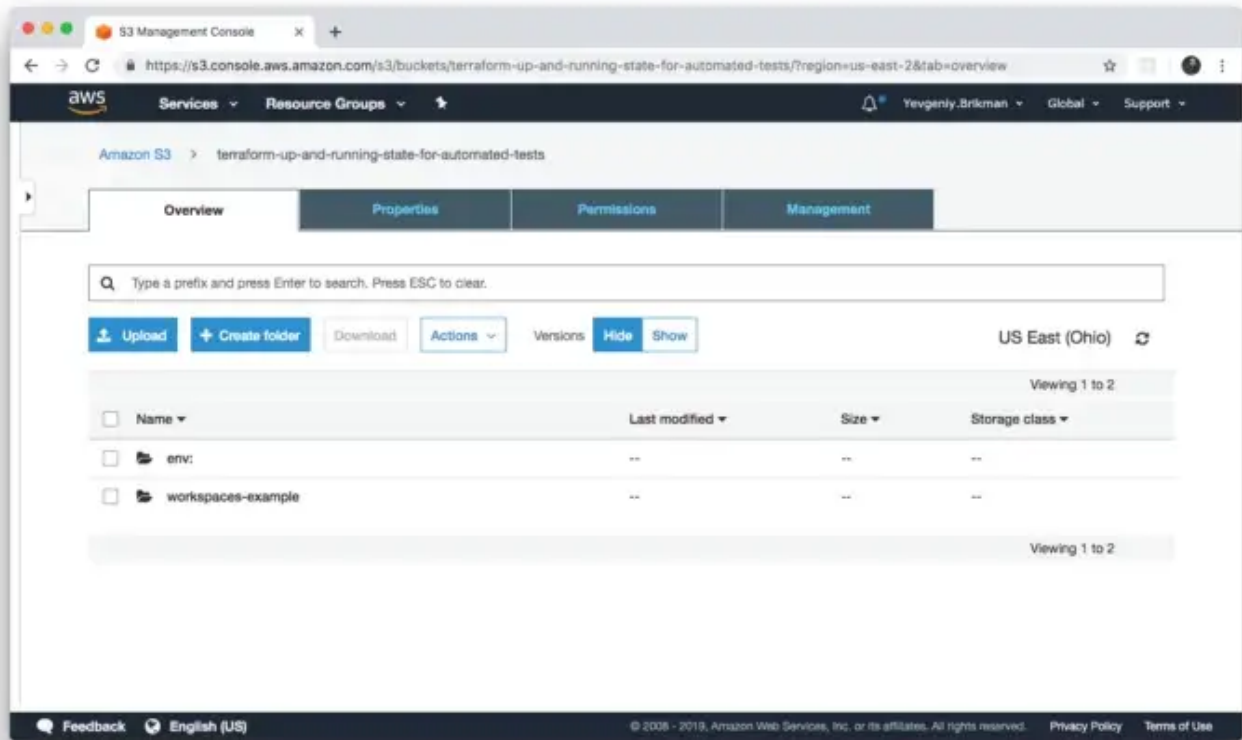 S3 Management Console
https://s3.console.aws.amazon.com/s3/buckets/terraform-up-and-running-state-for-automated-tests/?region=us-east-2&tab=overview
aws Services Resource Groups Yevgeniy.Brikman Global Support
Amazon S3 > terraform-up-and-running-state-for-automated-tests
Overview Properties Permissions Management
Type a prefix and press Enter to search. Press ESC to clear.
Upload + Create folder Download Actions Versions Hide Show US East (Ohio)
Viewing 1 to 2
Name Last modified Size Storage class
env: -- -- --
workspaces-example -- -- --
Viewing 1 to 2
Feedback English (US) © 2008 - 2019, Amazon Web Services, Inc. or its affiliates. All rights reserved. Privacy Policy Terms of Use